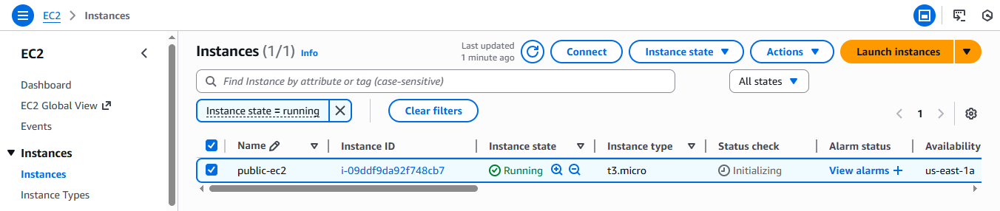 EC2 > Instances
EC2
Dashboard
EC2 Global View
Events
Instances
Instances
Instance Types
Instances (1/1) Info
Last updated
1 minute ago
Connect
Instance state
Actions
Launch instances
Find Instance by attribute or tag (case-sensitive)
All states
Instance state = running
Clear filters
1
Name Instance ID Instance state Instance type Status check Alarm status Availability
public-ec2 i-09ddf9da92f748cb7 Running t3.micro Initializing View alarms + us-east-1a